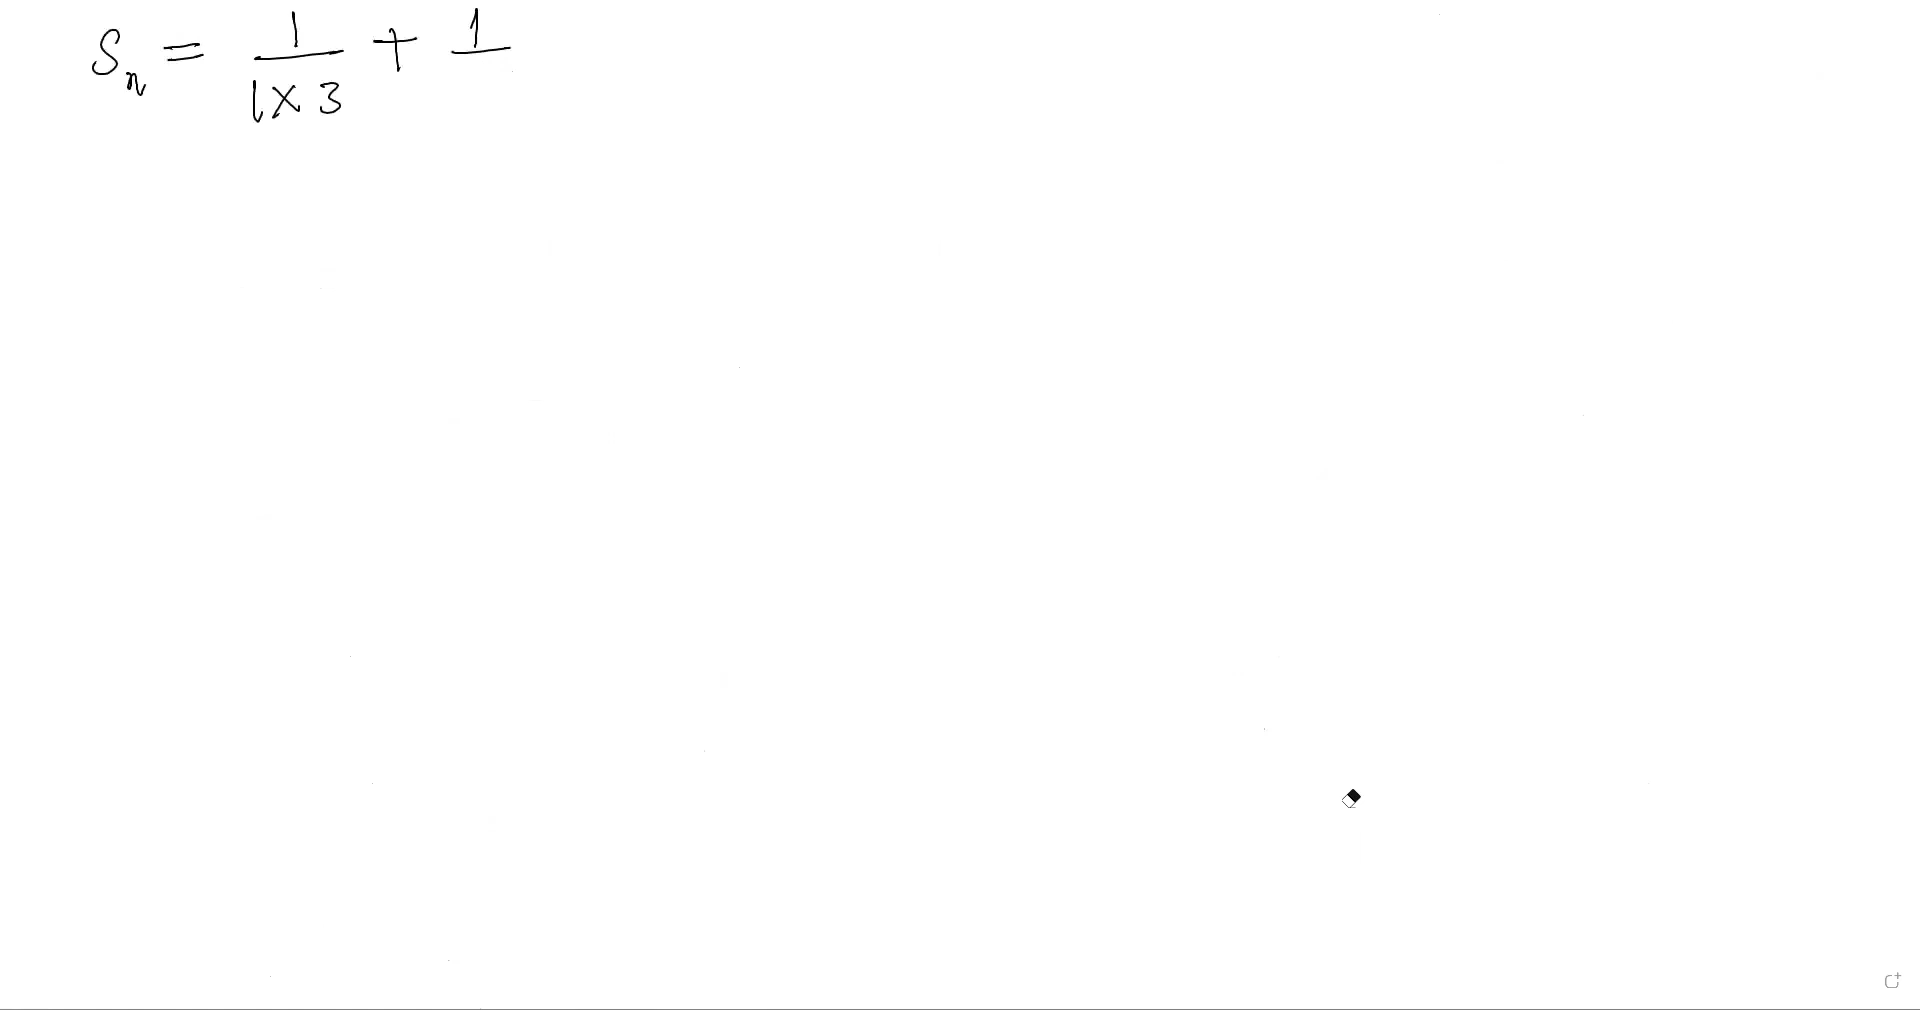 Sₙ = 1/(1×3) + 1/